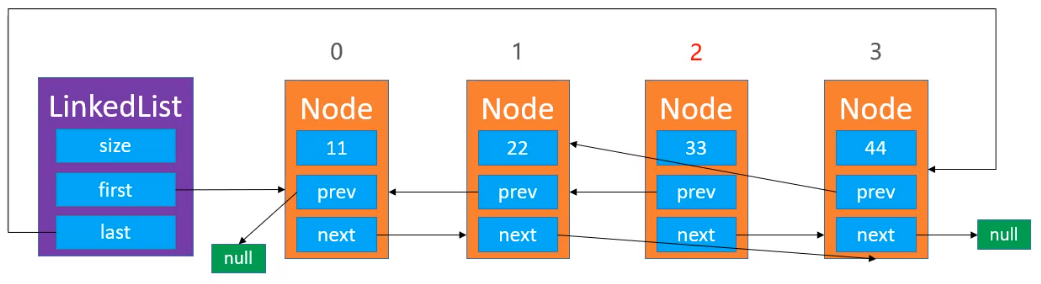 0 1 2 3
LinkedList Node Node Node Node
size 11 22 33 44
first prev prev prev prev
last next next next next null
null